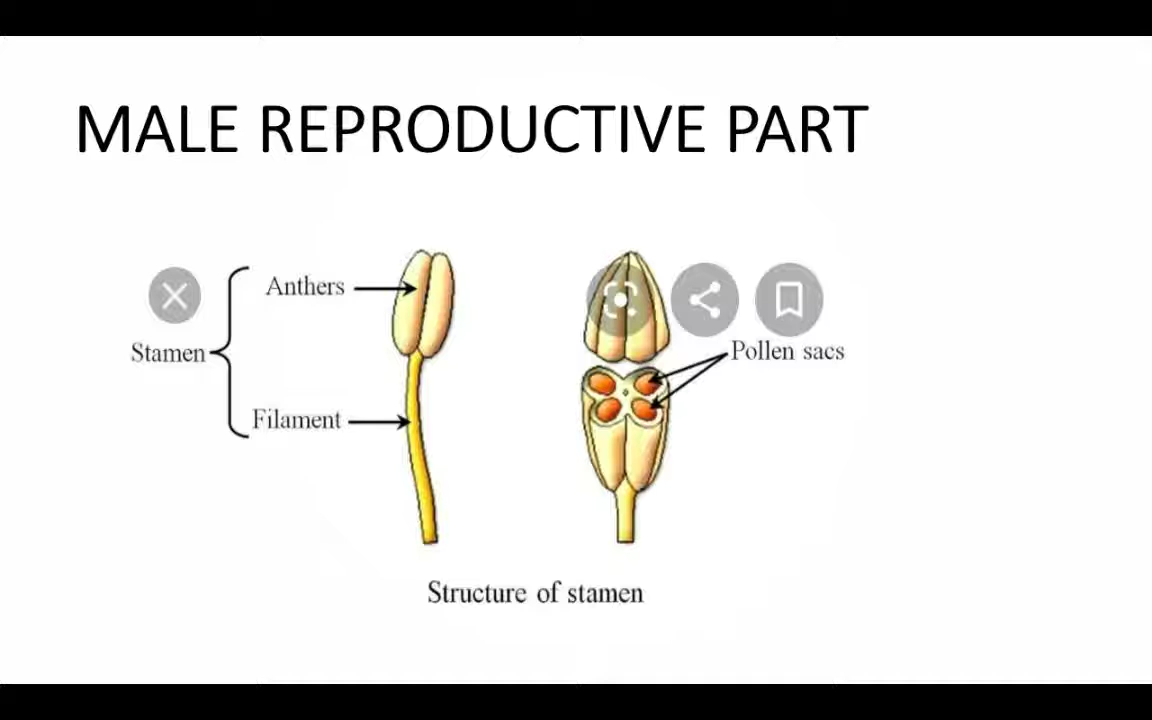 MALE REPRODUCTIVE PART
Anthers
Stamen
Pollen sacs
Filament
Structure of stamen